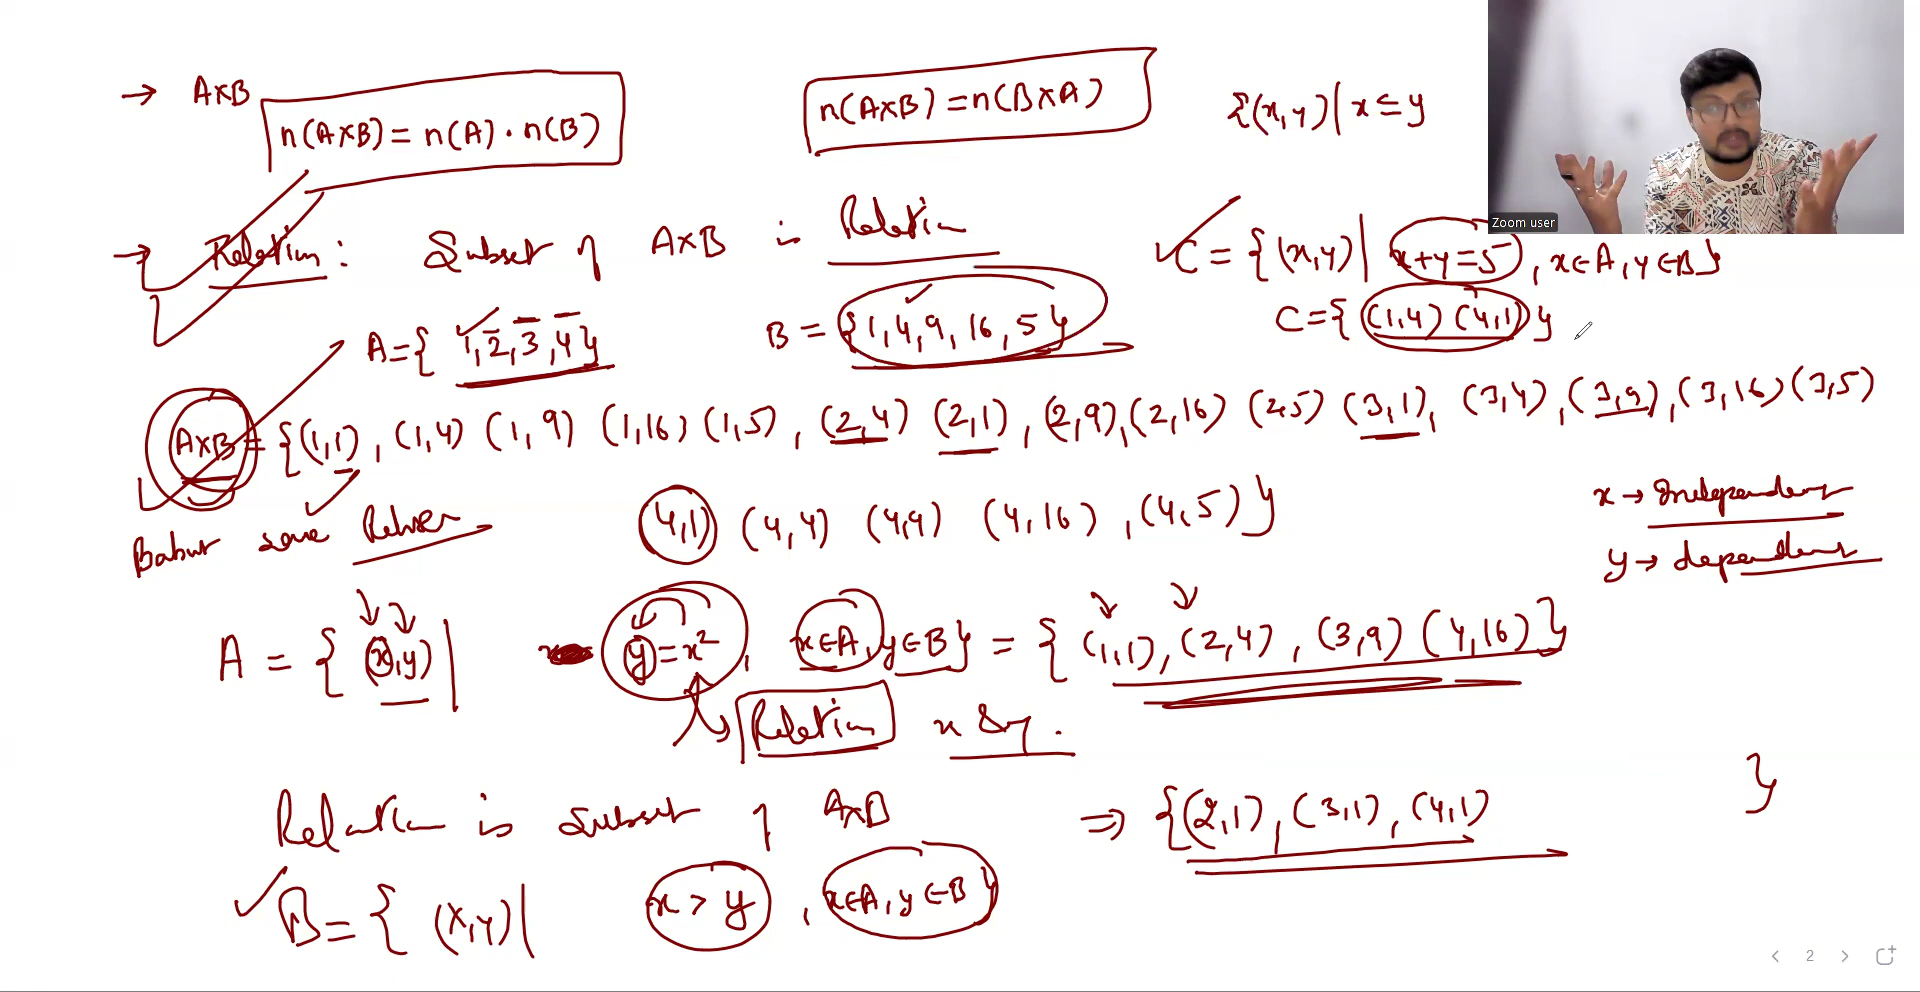 → A×B
n(A×B) = n(A) · n(B)
n(A×B) = n(B×A)
{(x,y) | x ≤ y
Zoom user
→ Relation : Subset of A×B is Relation
C = { (x,y) | x+y=5 , x∈A, y∈B}
C = { (1,4) (4,1) }
A = { 1, 2, 3, 4 }
B = {1, 4, 9, 16, 5 }
A×B = {(1,1) , (1,4) (1,9) (1,16) (1,5) , (2,4) (2,1) , (2,9), (2,16) (2,5) (3,1), (3,4) , (3,9) , (3,16) (3,5)
(4,1) (4,4) (4,9) (4,16) , (4,5) }
x → Independent
y → dependent
A = { (x,y) | y = x² , x∈A, y∈B} = { (1,1), (2,4) , (3,9) (4,16) }
Relation x & y .
Relation is subset of A×B ⇒ {(2,1) , (3,1) , (4,1) }
B = { (x,y) | x > y , x∈A, y∈B }
2